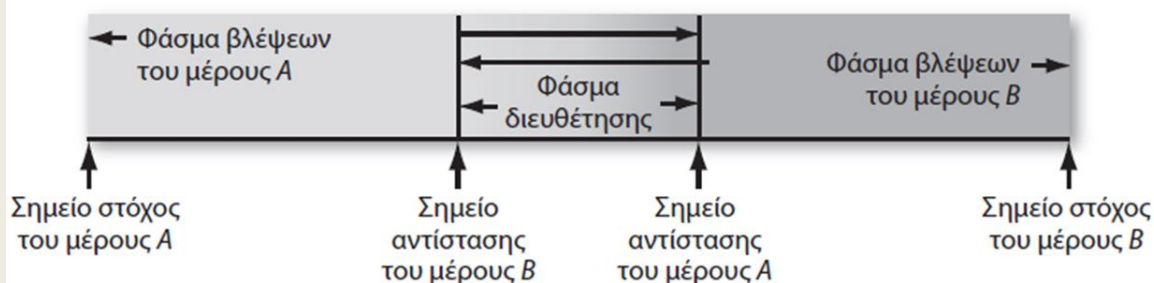 Φάσμα βλέψεων
του μέρους Α
Φάσμα
διευθέτησης
Φάσμα βλέψεων
του μέρους Β
Σημείο στόχος
του μέρους Α
Σημείο
αντίστασης
του μέρους Β
Σημείο
αντίστασης
του μέρους Α
Σημείο στόχος
του μέρους Β